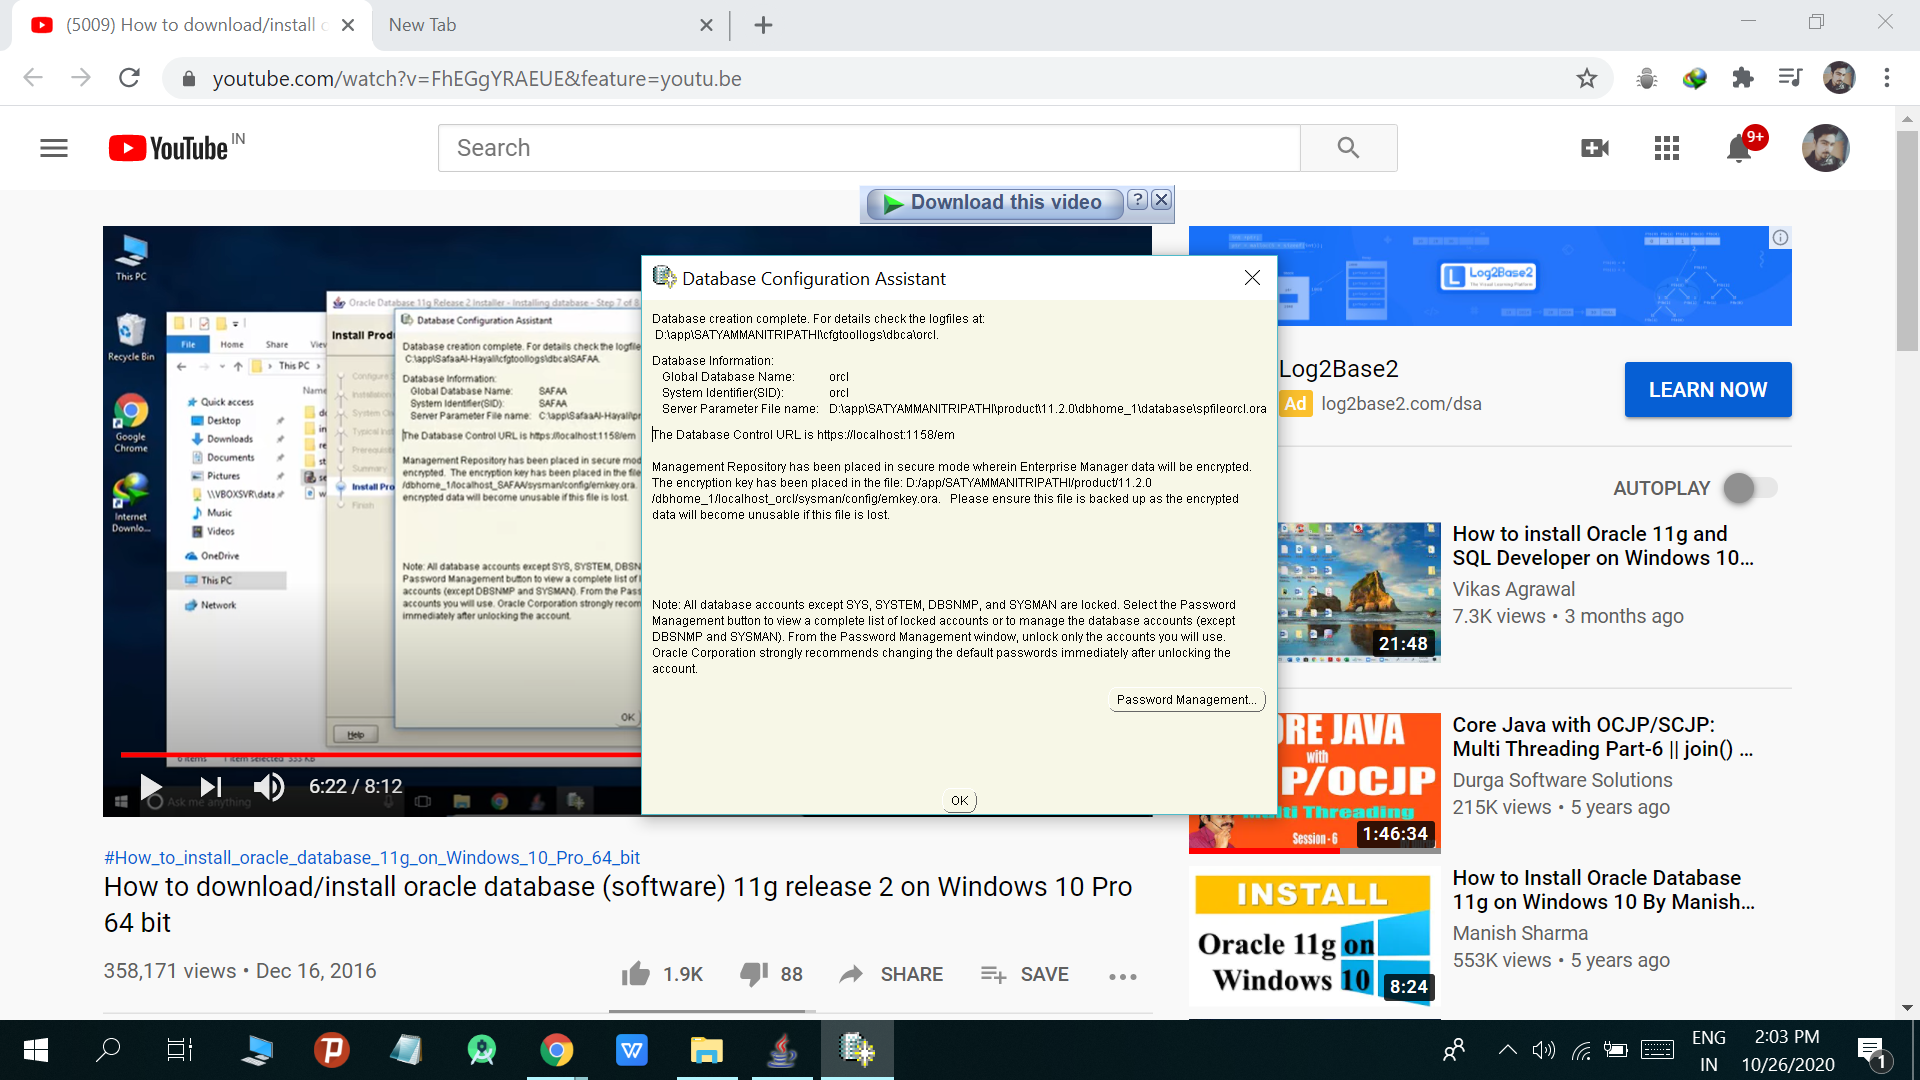 (5009) How to download/install
New Tab
youtube.com/watch?v=FhEGgYRAEUE&feature=youtu.be
YouTube IN
Search
9+
Download this video
?
This PC
Recycle Bin
Google
Chrome
Internet
Downlo...
Oracle Database 11g Release 2 Installer - Installing database - Step 7 of 8
Install Prod
Database Configuration Assistant
Database creation complete. For details check the logfile
C:\app\SafaaAl-Hayali\cfgtoollogs\dbca\SAFAA.
Database Information:
Global Database Name: SAFAA
System Identifier(SID): SAFAA
Server Parameter File name: C:\app\SafaaAl-Hayali\pr
The Database Control URL is https://localhost:1158/em
Management Repository has been placed in secure mod
encrypted. The encryption key has been placed in the file
/dbhome_1/localhost_SAFAA/sysman/config/emkey.ora.
encrypted data will become unusable if this file is lost.
Note: All database accounts except SYS, SYSTEM, DBSN
Password Management button to view a complete list of l
accounts (except DBSNMP and SYSMAN). From the Pass
accounts you will use. Oracle Corporation strongly recom
immediately after unlocking the account.
OK
Help
File Home Share View
This PC
Name
Quick access
Desktop
Downloads
Documents
Pictures
\\VBOXSVR\data
Music
Videos
OneDrive
This PC
Network
Summary
Install Pro
Finish
6:22 / 8:12
Ask me anything
Database Configuration Assistant
Database creation complete. For details check the logfiles at:
D:\app\SATYAMMANITRIPATHI\cfgtoollogs\dbca\orcl.
Database Information:
Global Database Name: orcl
System Identifier(SID): orcl
Server Parameter File name: D:\app\SATYAMMANITRIPATHI\product\11.2.0\dbhome_1\database\spfileorcl.ora
The Database Control URL is https://localhost:1158/em
Management Repository has been placed in secure mode wherein Enterprise Manager data will be encrypted.
The encryption key has been placed in the file: D:/app/SATYAMMANITRIPATHI/product/11.2.0
/dbhome_1/localhost_orcl/sysman/config/emkey.ora. Please ensure this file is backed up as the encrypted
data will become unusable if this file is lost.
Note: All database accounts except SYS, SYSTEM, DBSNMP, and SYSMAN are locked. Select the Password
Management button to view a complete list of locked accounts or to manage the database accounts (except
DBSNMP and SYSMAN). From the Password Management window, unlock only the accounts you will use.
Oracle Corporation strongly recommends changing the default passwords immediately after unlocking the
account.
Password Management...
OK
#How_to_install_oracle_database_11g_on_Windows_10_Pro_64_bit
How to download/install oracle database (software) 11g release 2 on Windows 10 Pro
64 bit
358,171 views • Dec 16, 2016
1.9K
88
SHARE
SAVE
Log2Base2
The Visual Learning Platform
Log2Base2
Ad log2base2.com/dsa
LEARN NOW
AUTOPLAY
21:48
How to install Oracle 11g and
SQL Developer on Windows 10...
Vikas Agrawal
7.3K views • 3 months ago
RE JAVA
with
P/OCJP
Multi Threading
Session - 6
1:46:34
Core Java with OCJP/SCJP:
Multi Threading Part-6 || join() ...
Durga Software Solutions
215K views • 5 years ago
INSTALL
Oracle 11g on
Windows 10
8:24
How to Install Oracle Database
11g on Windows 10 By Manish...
Manish Sharma
553K views • 5 years ago
ENG
IN
2:03 PM
10/26/2020
1